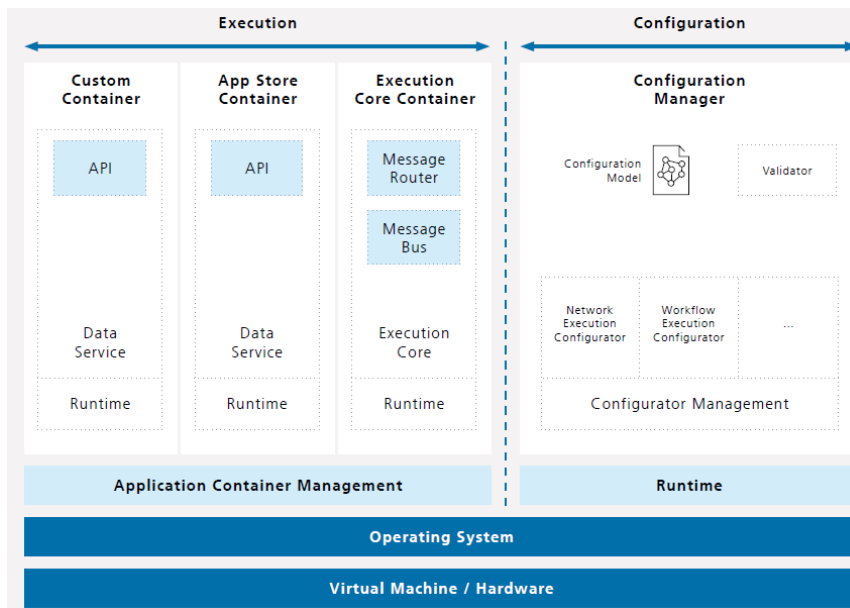 Execution
Configuration
Custom
Container
App Store
Container
Execution
Core Container
Configuration
Manager
API
API
Message
Router
Message
Bus
Configuration
Model
Validator
Data
Service
Data
Service
Execution
Core
Network
Execution
Configurator
Workflow
Execution
Configurator
...
Runtime
Runtime
Runtime
Configurator Management
Application Container Management
Runtime
Operating System
Virtual Machine / Hardware